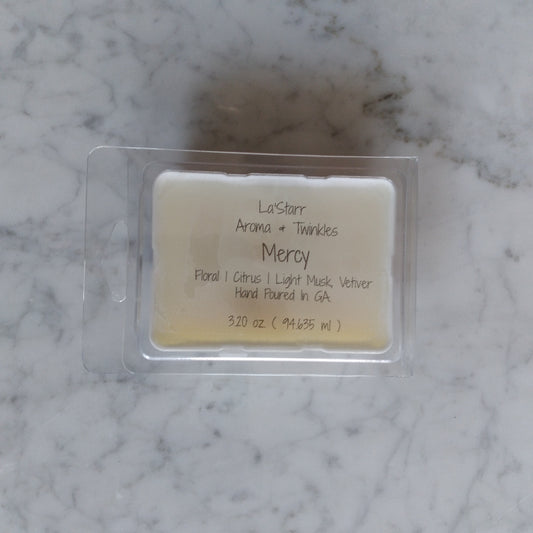 La'Starr
Aroma & Twinkles
Mercy
Floral | Citrus | Light Musk, Vetiver
Hand Poured In GA.
3.20 oz ( 94.635 ml )